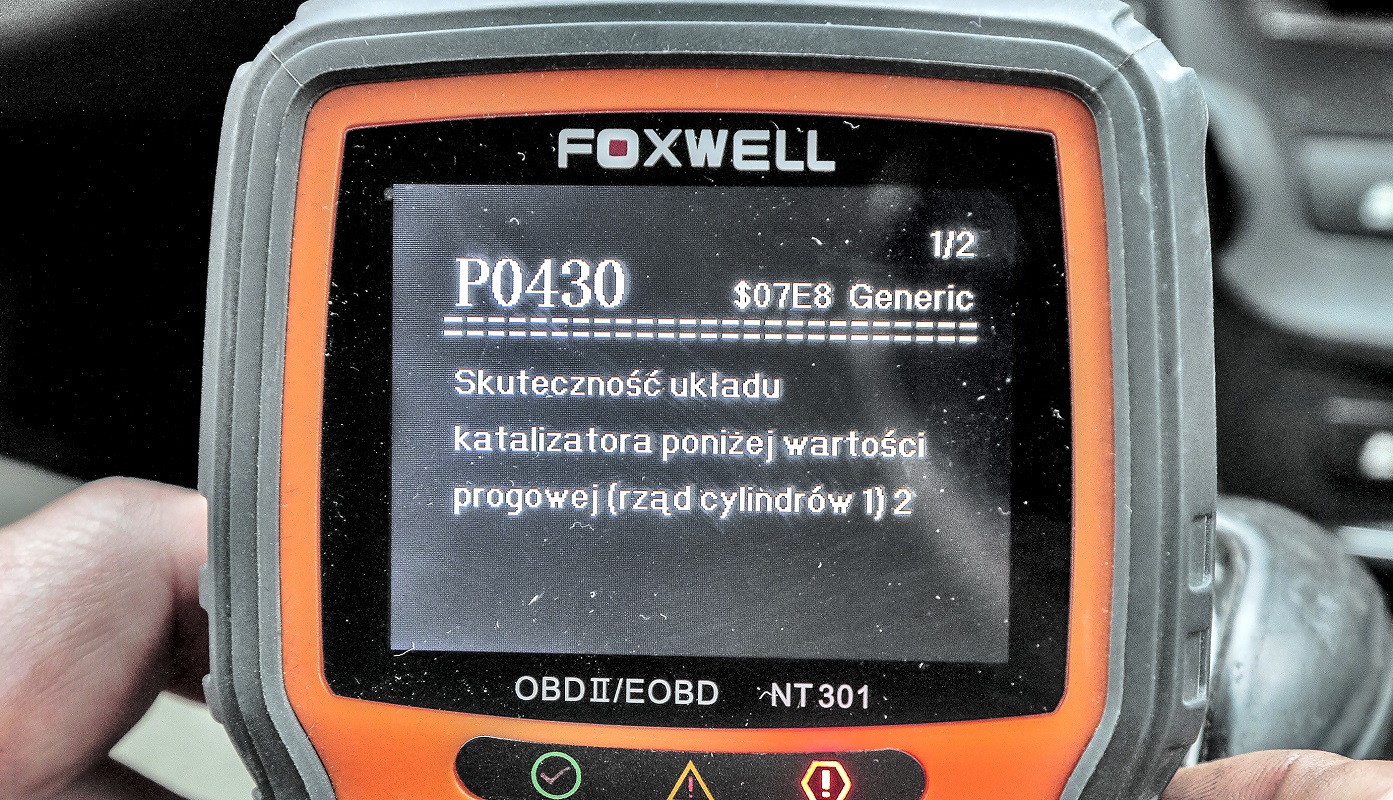 FOXWELL
1/2
P0430 $07E8 Generic
Skuteczność układu
katalizatora poniżej wartości
progowej (rząd cylindrów 1) 2
OBDII/EOBD NT301